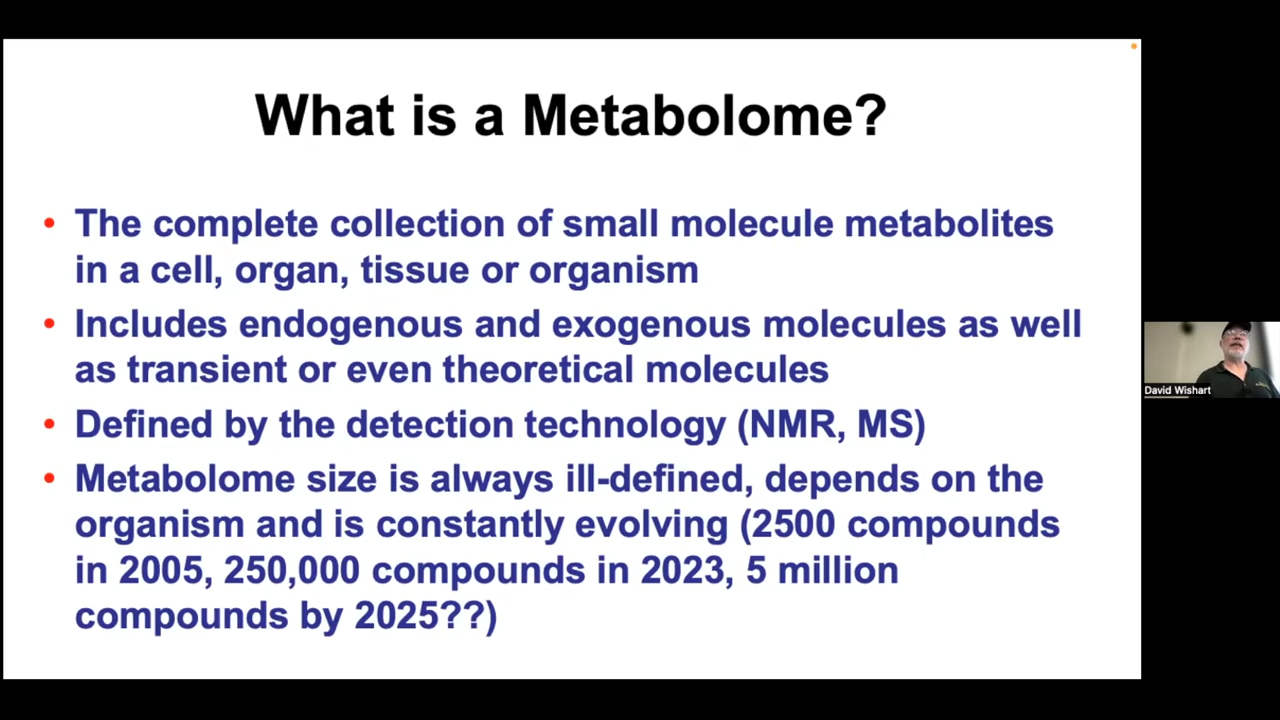 What is a Metabolome?
• The complete collection of small molecule metabolites
in a cell, organ, tissue or organism
• Includes endogenous and exogenous molecules as well
as transient or even theoretical molecules
• Defined by the detection technology (NMR, MS)
• Metabolome size is always ill-defined, depends on the
organism and is constantly evolving (2500 compounds
in 2005, 250,000 compounds in 2023, 5 million
compounds by 2025??)
David Wishart